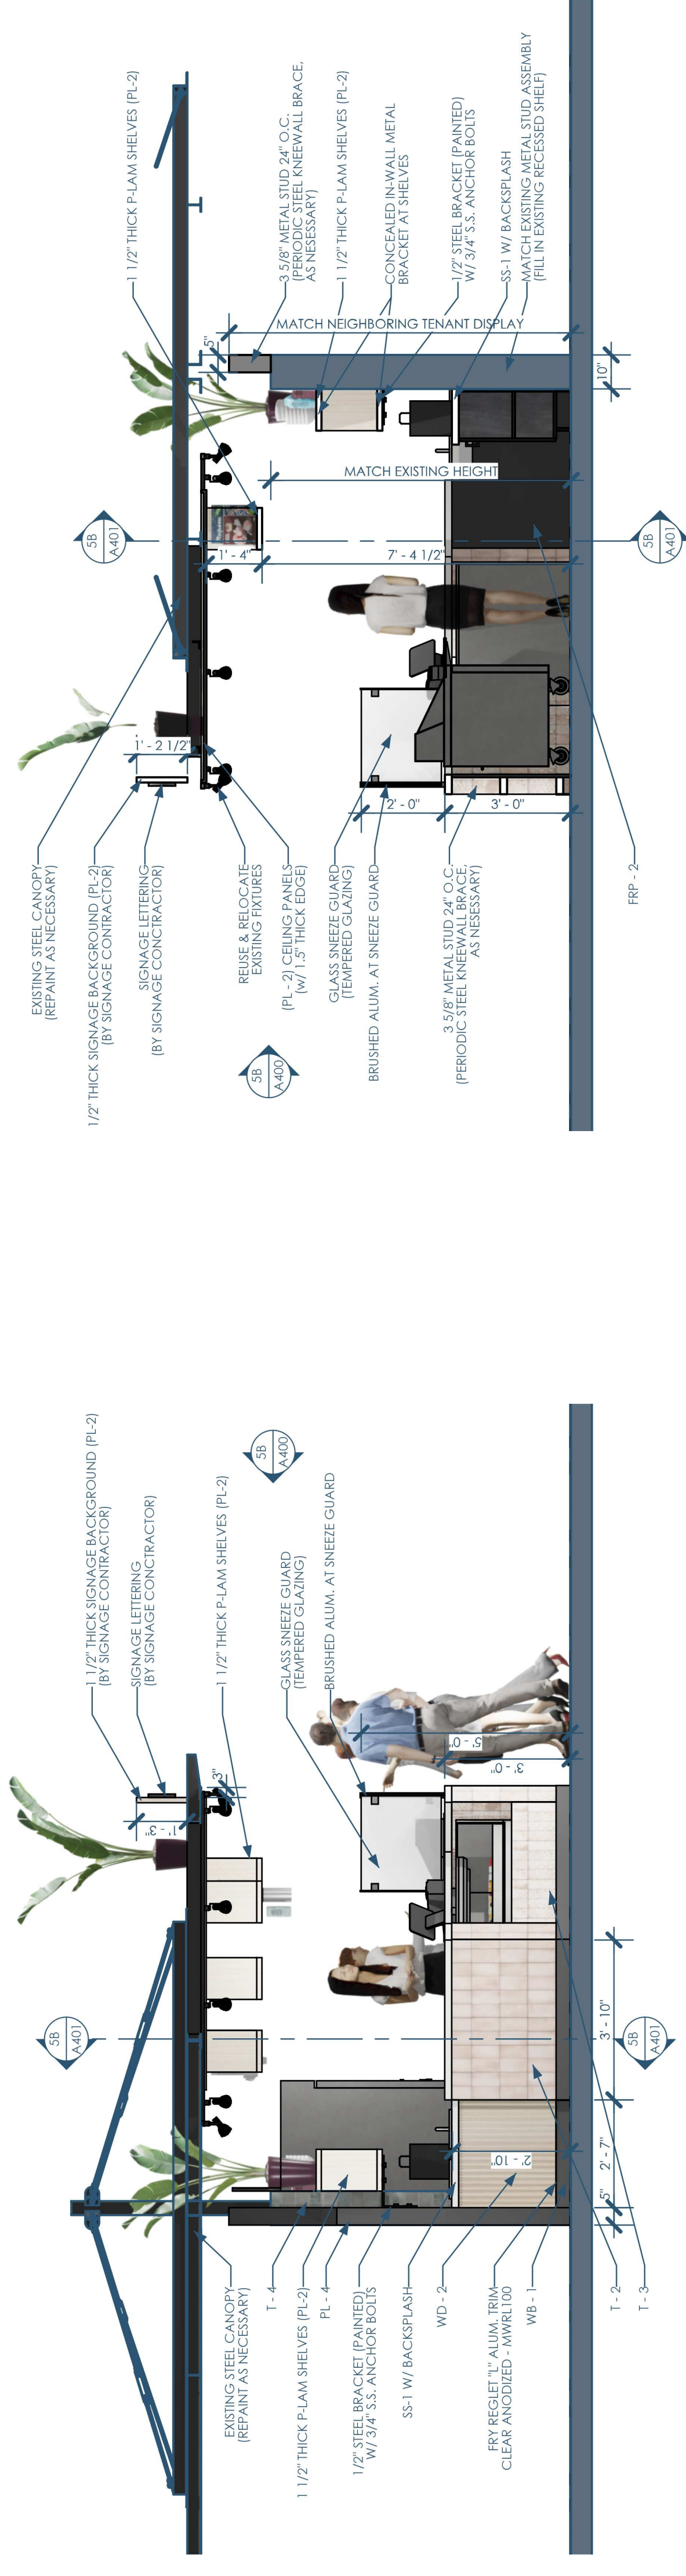 1 1/2" THICK P-LAM SHELVES (PL-2)
3 5/8" METAL STUD 24" O.C.
(PERIODIC STEEL KNEEWALL BRACE,
AS NESESSARY)
1 1/2" THICK P-LAM SHELVES (PL-2)
CONCEALED IN-WALL METAL
BRACKET AT SHELVES
1/2" STEEL BRACKET (PAINTED)
W/ 3/4" S.S. ANCHOR BOLTS
SS-1 W/ BACKSPLASH
MATCH EXISTING METAL STUD ASSEMBLY
(FILL IN EXISTING RECESSED SHELF)
MATCH NEIGHBORING TENANT DISPLAY
5"
10"
MATCH EXISTING HEIGHT
5B
A401
5B
A401
1' - 4"
7' - 4 1/2"
1' - 2 1/2"
2' - 0"
3' - 0"
EXISTING STEEL CANOPY
(REPAINT AS NECESSARY)
1/2" THICK SIGNAGE BACKGROUND (PL-2)
(BY SIGNAGE CONTRACTOR)
SIGNAGE LETTERING
(BY SIGNAGE CONCTRACTOR)
REUSE & RELOCATE
EXISTING FIXTURES
(PL - 2) CEILING PANELS
(w/ 1.5" THICK EDGE)
GLASS SNEEZE GUARD
(TEMPERED GLAZING)
BRUSHED ALUM. AT SNEEZE GUARD
3 5/8" METAL STUD 24" O.C.
(PERIODIC STEEL KNEEWALL BRACE,
AS NESESSARY)
FRP - 2
5B
A400
1 1/2" THICK SIGNAGE BACKGROUND (PL-2)
(BY SIGNAGE CONTRACTOR)
SIGNAGE LETTERING
(BY SIGNAGE CONCTRACTOR)
1 1/2" THICK P-LAM SHELVES (PL-2)
5B
A400
GLASS SNEEZE GUARD
(TEMPERED GLAZING)
BRUSHED ALUM. AT SNEEZE GUARD
1' - 3"
3"
5' - 0"
3' - 0"
5B
A401
5B
A401
3' - 10"
2' - 7"
5"
2' - 10"
EXISTING STEEL CANOPY
(REPAINT AS NECESSARY)
T - 4
1 1/2" THICK P-LAM SHELVES (PL-2)
PL - 4
1/2" STEEL BRACKET (PAINTED)
W/ 3/4" S.S. ANCHOR BOLTS
SS-1 W/ BACKSPLASH
WD - 2
FRY REGLET "L" ALUM. TRIM
CLEAR ANODIZED - MWRL100
WB - 1
T - 2
T - 3